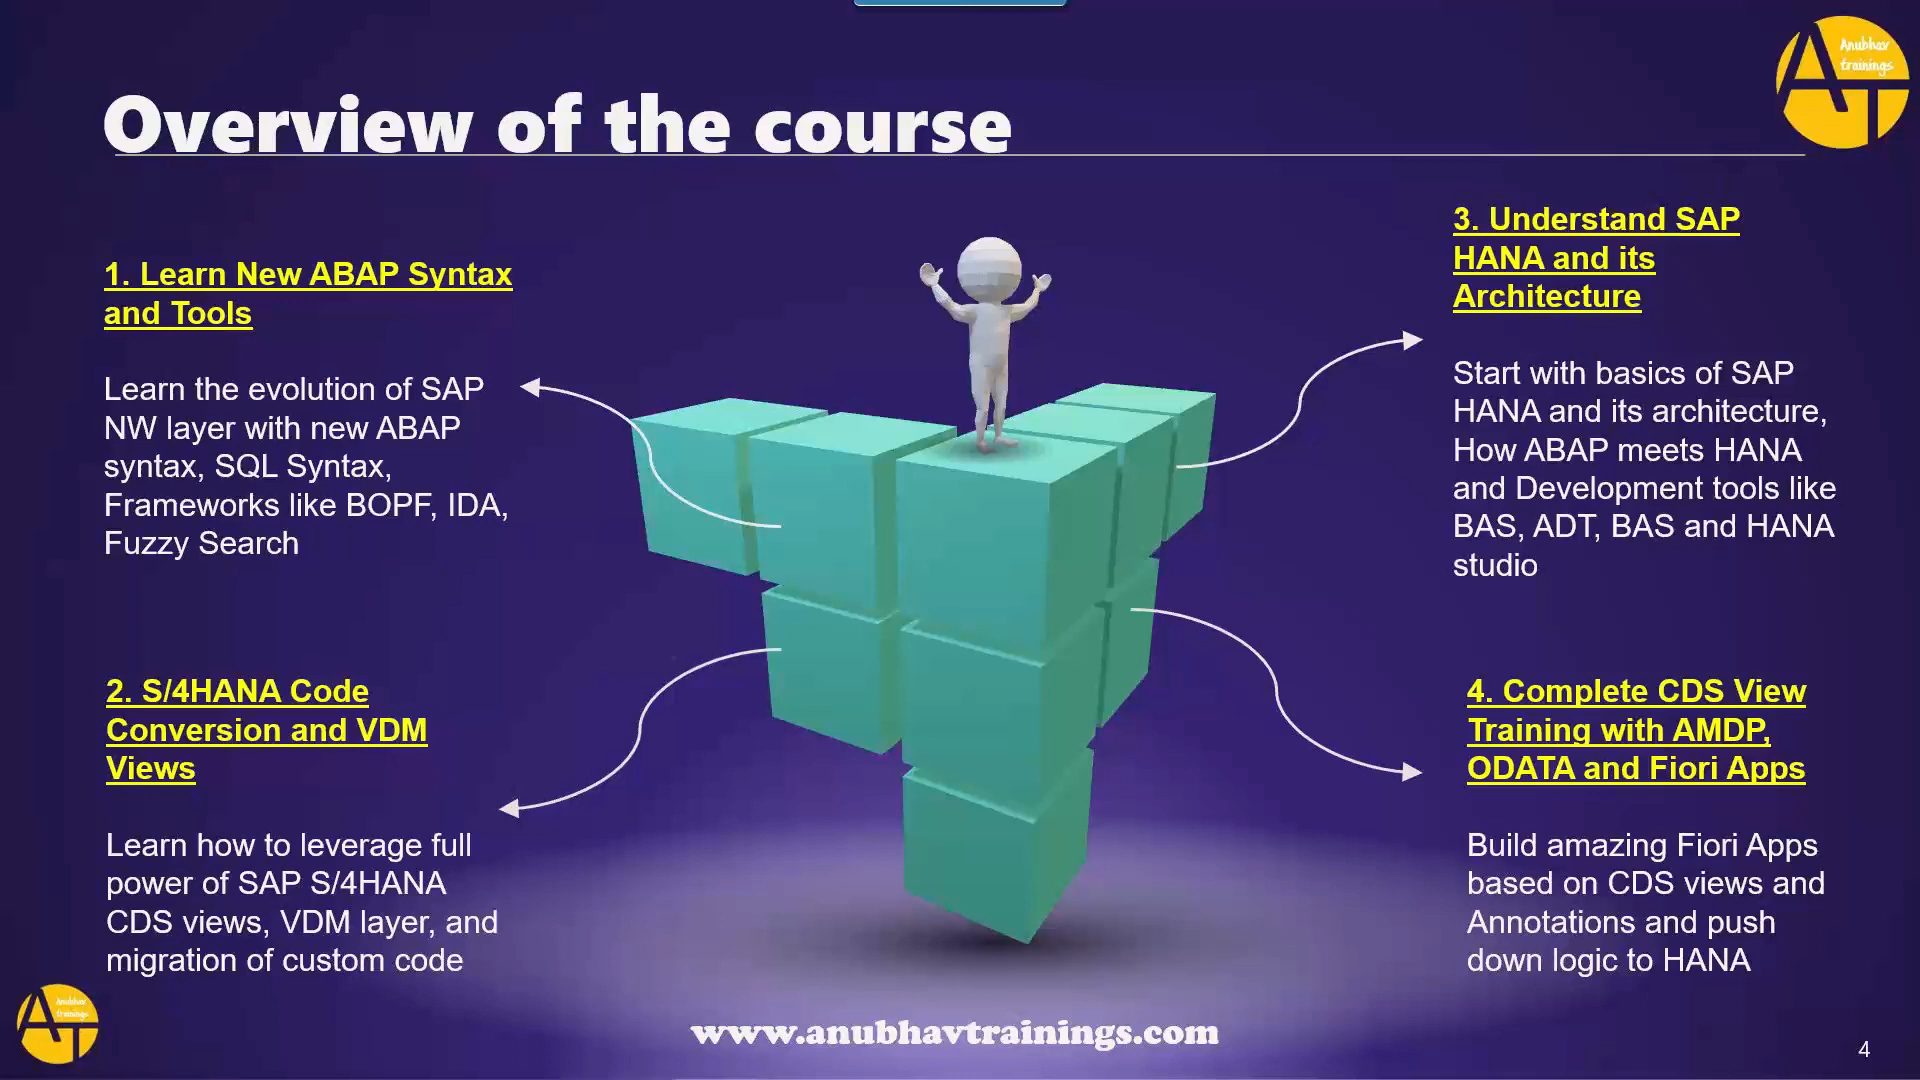 Anubhav
trainings
AT
Overview of the course
1. Learn New ABAP Syntax
and Tools
Learn the evolution of SAP
NW layer with new ABAP
syntax, SQL Syntax,
Frameworks like BOPF, IDA,
Fuzzy Search
2. S/4HANA Code
Conversion and VDM
Views
Learn how to leverage full
power of SAP S/4HANA
CDS views, VDM layer, and
migration of custom code
3. Understand SAP
HANA and its
Architecture
Start with basics of SAP
HANA and its architecture,
How ABAP meets HANA
and Development tools like
BAS, ADT, BAS and HANA
studio
4. Complete CDS View
Training with AMDP,
ODATA and Fiori Apps
Build amazing Fiori Apps
based on CDS views and
Annotations and push
down logic to HANA
Anubhav
trainings
AT
www.anubhavtrainings.com
4